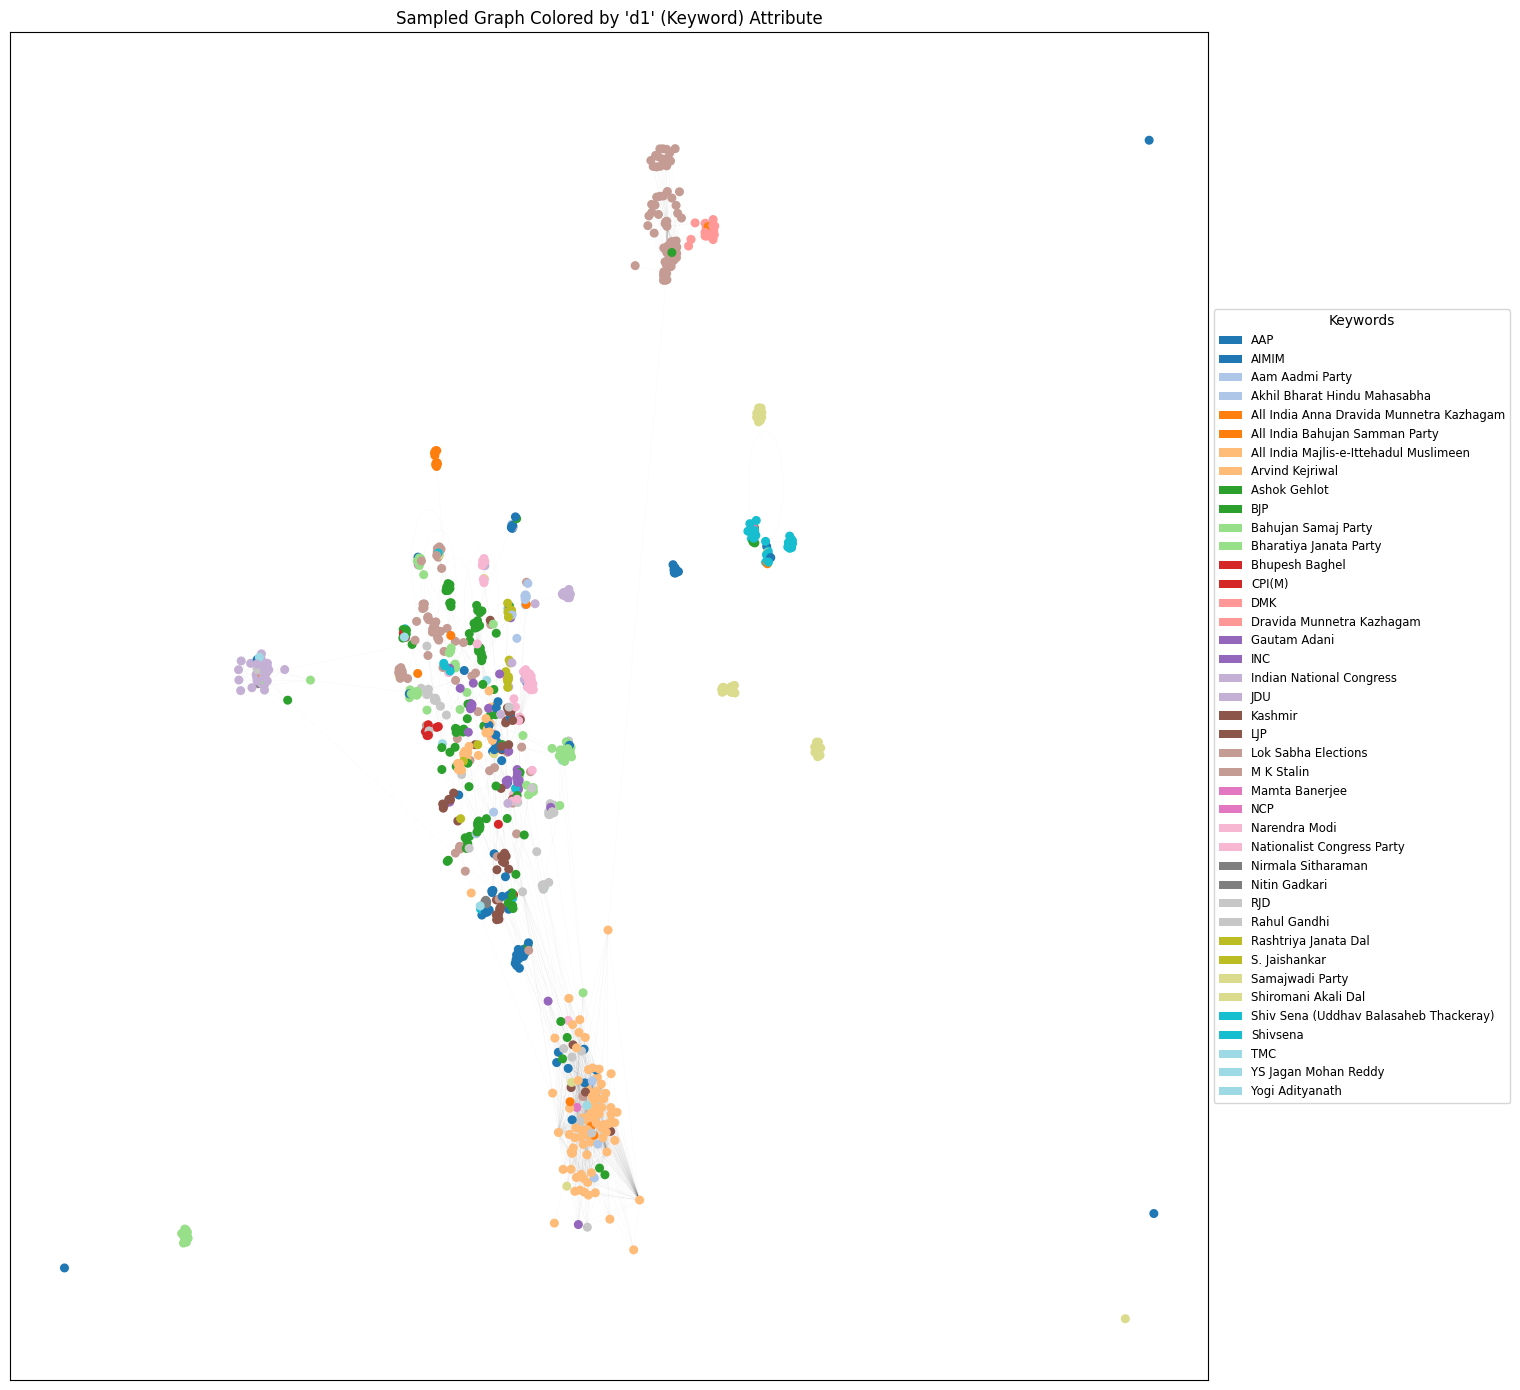 Sampled Graph Colored by 'd1' (Keyword) Attribute
Keywords
AAP
AIMIM
Aam Aadmi Party
Akhil Bharat Hindu Mahasabha
All India Anna Dravida Munnetra Kazhagam
All India Bahujan Samman Party
All India Majlis-e-Ittehadul Muslimeen
Arvind Kejriwal
Ashok Gehlot
BJP
Bahujan Samaj Party
Bharatiya Janata Party
Bhupesh Baghel
CPI(M)
DMK
Dravida Munnetra Kazhagam
Gautam Adani
INC
Indian National Congress
JDU
Kashmir
LJP
Lok Sabha Elections
M K Stalin
Mamta Banerjee
NCP
Narendra Modi
Nationalist Congress Party
Nirmala Sitharaman
Nitin Gadkari
RJD
Rahul Gandhi
Rashtriya Janata Dal
S. Jaishankar
Samajwadi Party
Shiromani Akali Dal
Shiv Sena (Uddhav Balasaheb Thackeray)
Shivsena
TMC
YS Jagan Mohan Reddy
Yogi Adityanath